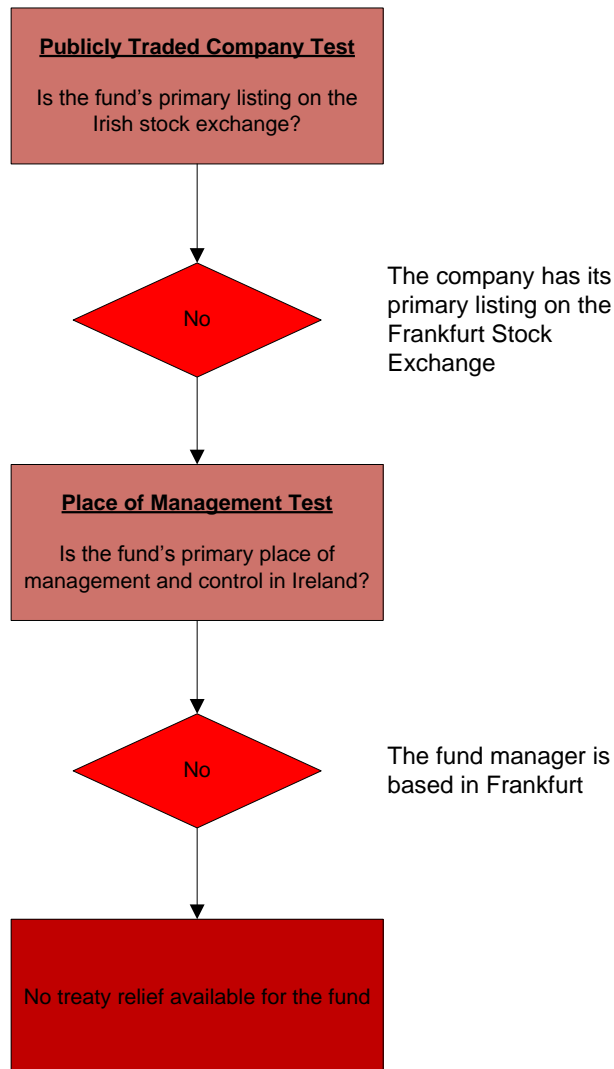 Publicly Traded Company Test
Is the fund's primary listing on the
Irish stock exchange?
No
The company has its
primary listing on the
Frankfurt Stock
Exchange
Place of Management Test
Is the fund's primary place of
management and control in Ireland?
No
The fund manager is
based in Frankfurt
No treaty relief available for the fund